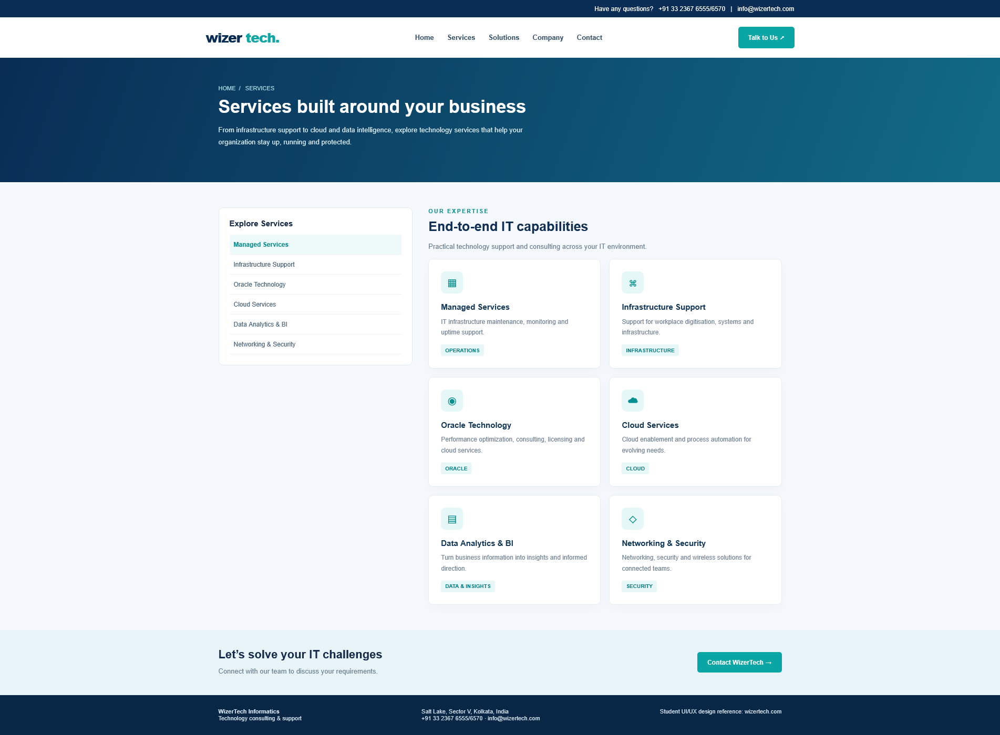 Have any questions? +91 33 2367 6555/6570 | info@wizertech.com
wizer tech.
Home Services Solutions Company Contact
Talk to Us ↗
HOME / SERVICES
Services built around your business
From infrastructure support to cloud and data intelligence, explore technology services that help your
organization stay up, running and protected.
Explore Services
Managed Services
Infrastructure Support
Oracle Technology
Cloud Services
Data Analytics & BI
Networking & Security
OUR EXPERTISE
End-to-end IT capabilities
Practical technology support and consulting across your IT environment.
Managed Services
IT infrastructure maintenance, monitoring and
uptime support.
OPERATIONS
Infrastructure Support
Support for workplace digitisation, systems and
infrastructure.
INFRASTRUCTURE
Oracle Technology
Performance optimization, consulting, licensing and
cloud services.
ORACLE
Cloud Services
Cloud enablement and process automation for
evolving needs.
CLOUD
Data Analytics & BI
Turn business information into insights and informed
direction.
DATA & INSIGHTS
Networking & Security
Networking, security and wireless solutions for
connected teams.
SECURITY
Let’s solve your IT challenges
Connect with our team to discuss your requirements.
Contact WizerTech →
WizerTech Informatics
Technology consulting & support
Salt Lake, Sector V, Kolkata, India
+91 33 2367 6555/6570 · info@wizertech.com
Student UI/UX design reference: wizertech.com